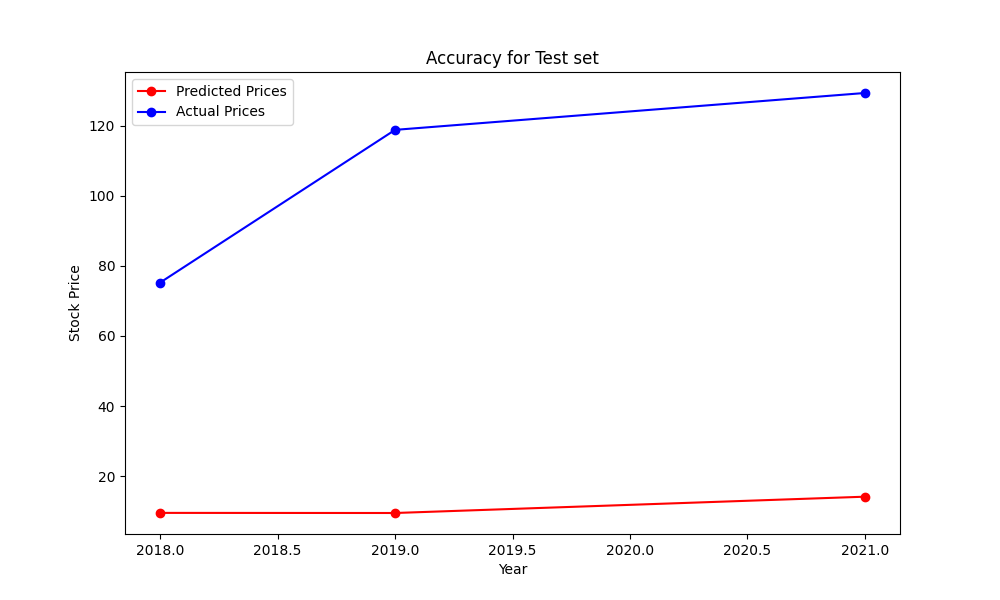 Accuracy for Test set
Predicted Prices
Actual Prices
120
100
80
60
40
20
Stock Price
2018.0 2018.5 2019.0 2019.5 2020.0 2020.5 2021.0
Year